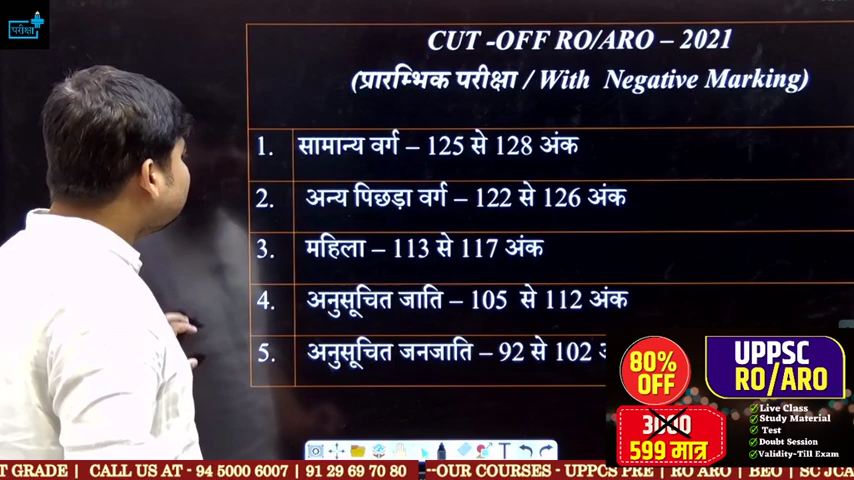 परीक्षा
CUT -OFF RO/ARO – 2021
(प्रारम्भिक परीक्षा / With Negative Marking)
1. सामान्य वर्ग – 125 से 128 अंक
2. अन्य पिछड़ा वर्ग – 122 से 126 अंक
3. महिला – 113 से 117 अंक
4. अनुसूचित जाति – 105 से 112 अंक
5. अनुसूचित जनजाति – 92 से 102
80% OFF
3000
599 मात्र
UPPSC
RO/ARO
Live Class
Study Material
Test
Doubt Session
Validity-Till Exam
T GRADE | CALL US AT - 94 5000 6007 | 91 29 69 70 80 --OUR COURSES - UPPCS PRE | RO ARO | BEO | SC JCA